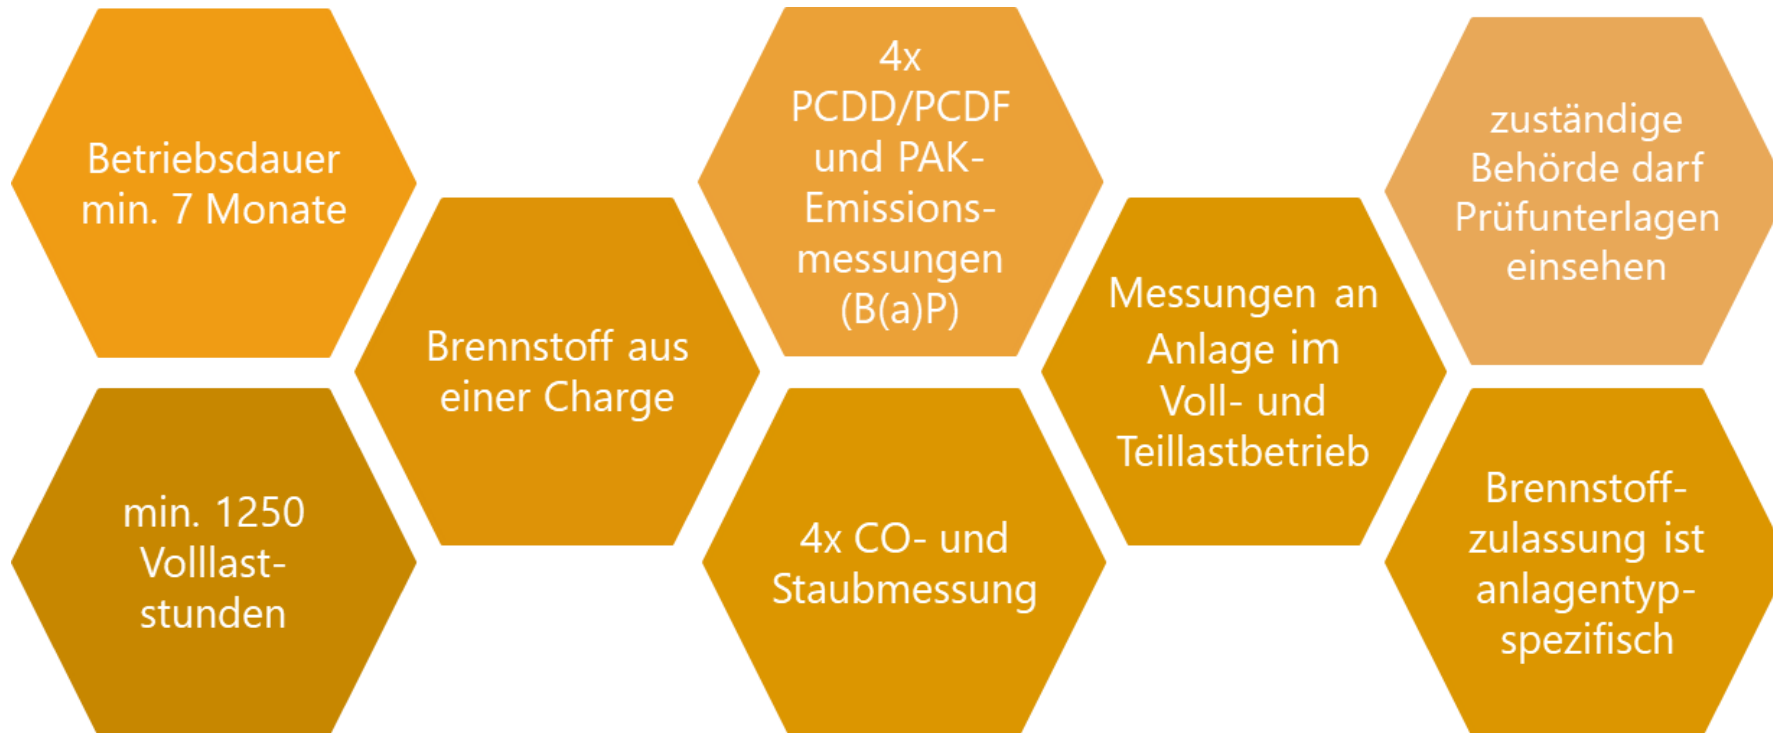 Betriebsdauer
min. 7 Monate
min. 1250
Volllast-
stunden
Brennstoff aus
einer Charge
4x
PCDD/PCDF
und PAK-
Emissions-
messungen
(B(a)P)
4x CO- und
Staubmessung
Messungen an
Anlage im
Voll- und
Teillastbetrieb
zuständige
Behörde darf
Prüfunterlagen
einsehen
Brennstoff-
zulassung ist
anlagentyp-
spezifisch